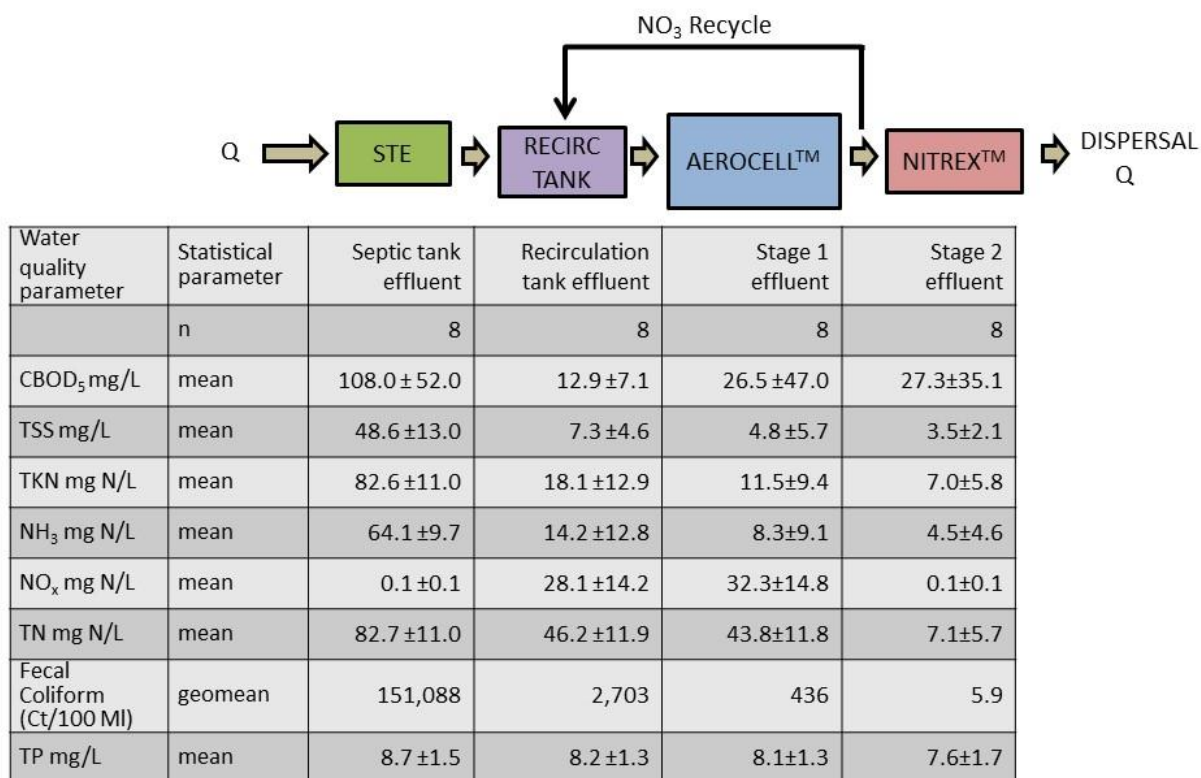 NO₃ Recycle
Q
STE
RECIRC
TANK
AEROCELL™
NITREX™
DISPERSAL
Q
Water
quality
parameter
Statistical
parameter
Septic tank
effluent
Recirculation
tank effluent
Stage 1
effluent
Stage 2
effluent
n 8 8 8 8
CBOD₅ mg/L mean 108.0 ± 52.0 12.9 ±7.1 26.5 ±47.0 27.3±35.1
TSS mg/L mean 48.6 ±13.0 7.3 ±4.6 4.8 ±5.7 3.5±2.1
TKN mg N/L mean 82.6 ±11.0 18.1 ±12.9 11.5±9.4 7.0±5.8
NH₃ mg N/L mean 64.1 ±9.7 14.2 ±12.8 8.3±9.1 4.5±4.6
NOₓ mg N/L mean 0.1 ±0.1 28.1 ±14.2 32.3±14.8 0.1±0.1
TN mg N/L mean 82.7 ±11.0 46.2 ±11.9 43.8±11.8 7.1±5.7
Fecal
Coliform
(Ct/100 Ml)
geomean 151,088 2,703 436 5.9
TP mg/L mean 8.7 ±1.5 8.2 ±1.3 8.1±1.3 7.6±1.7